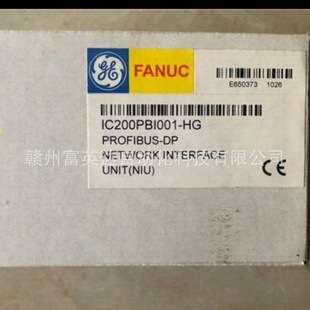 GE
FANUC
E650373 1026
IC200PBI001-HG
PROFIBUS-DP
NETWORK INTERFACE
UNIT(NIU)
CE